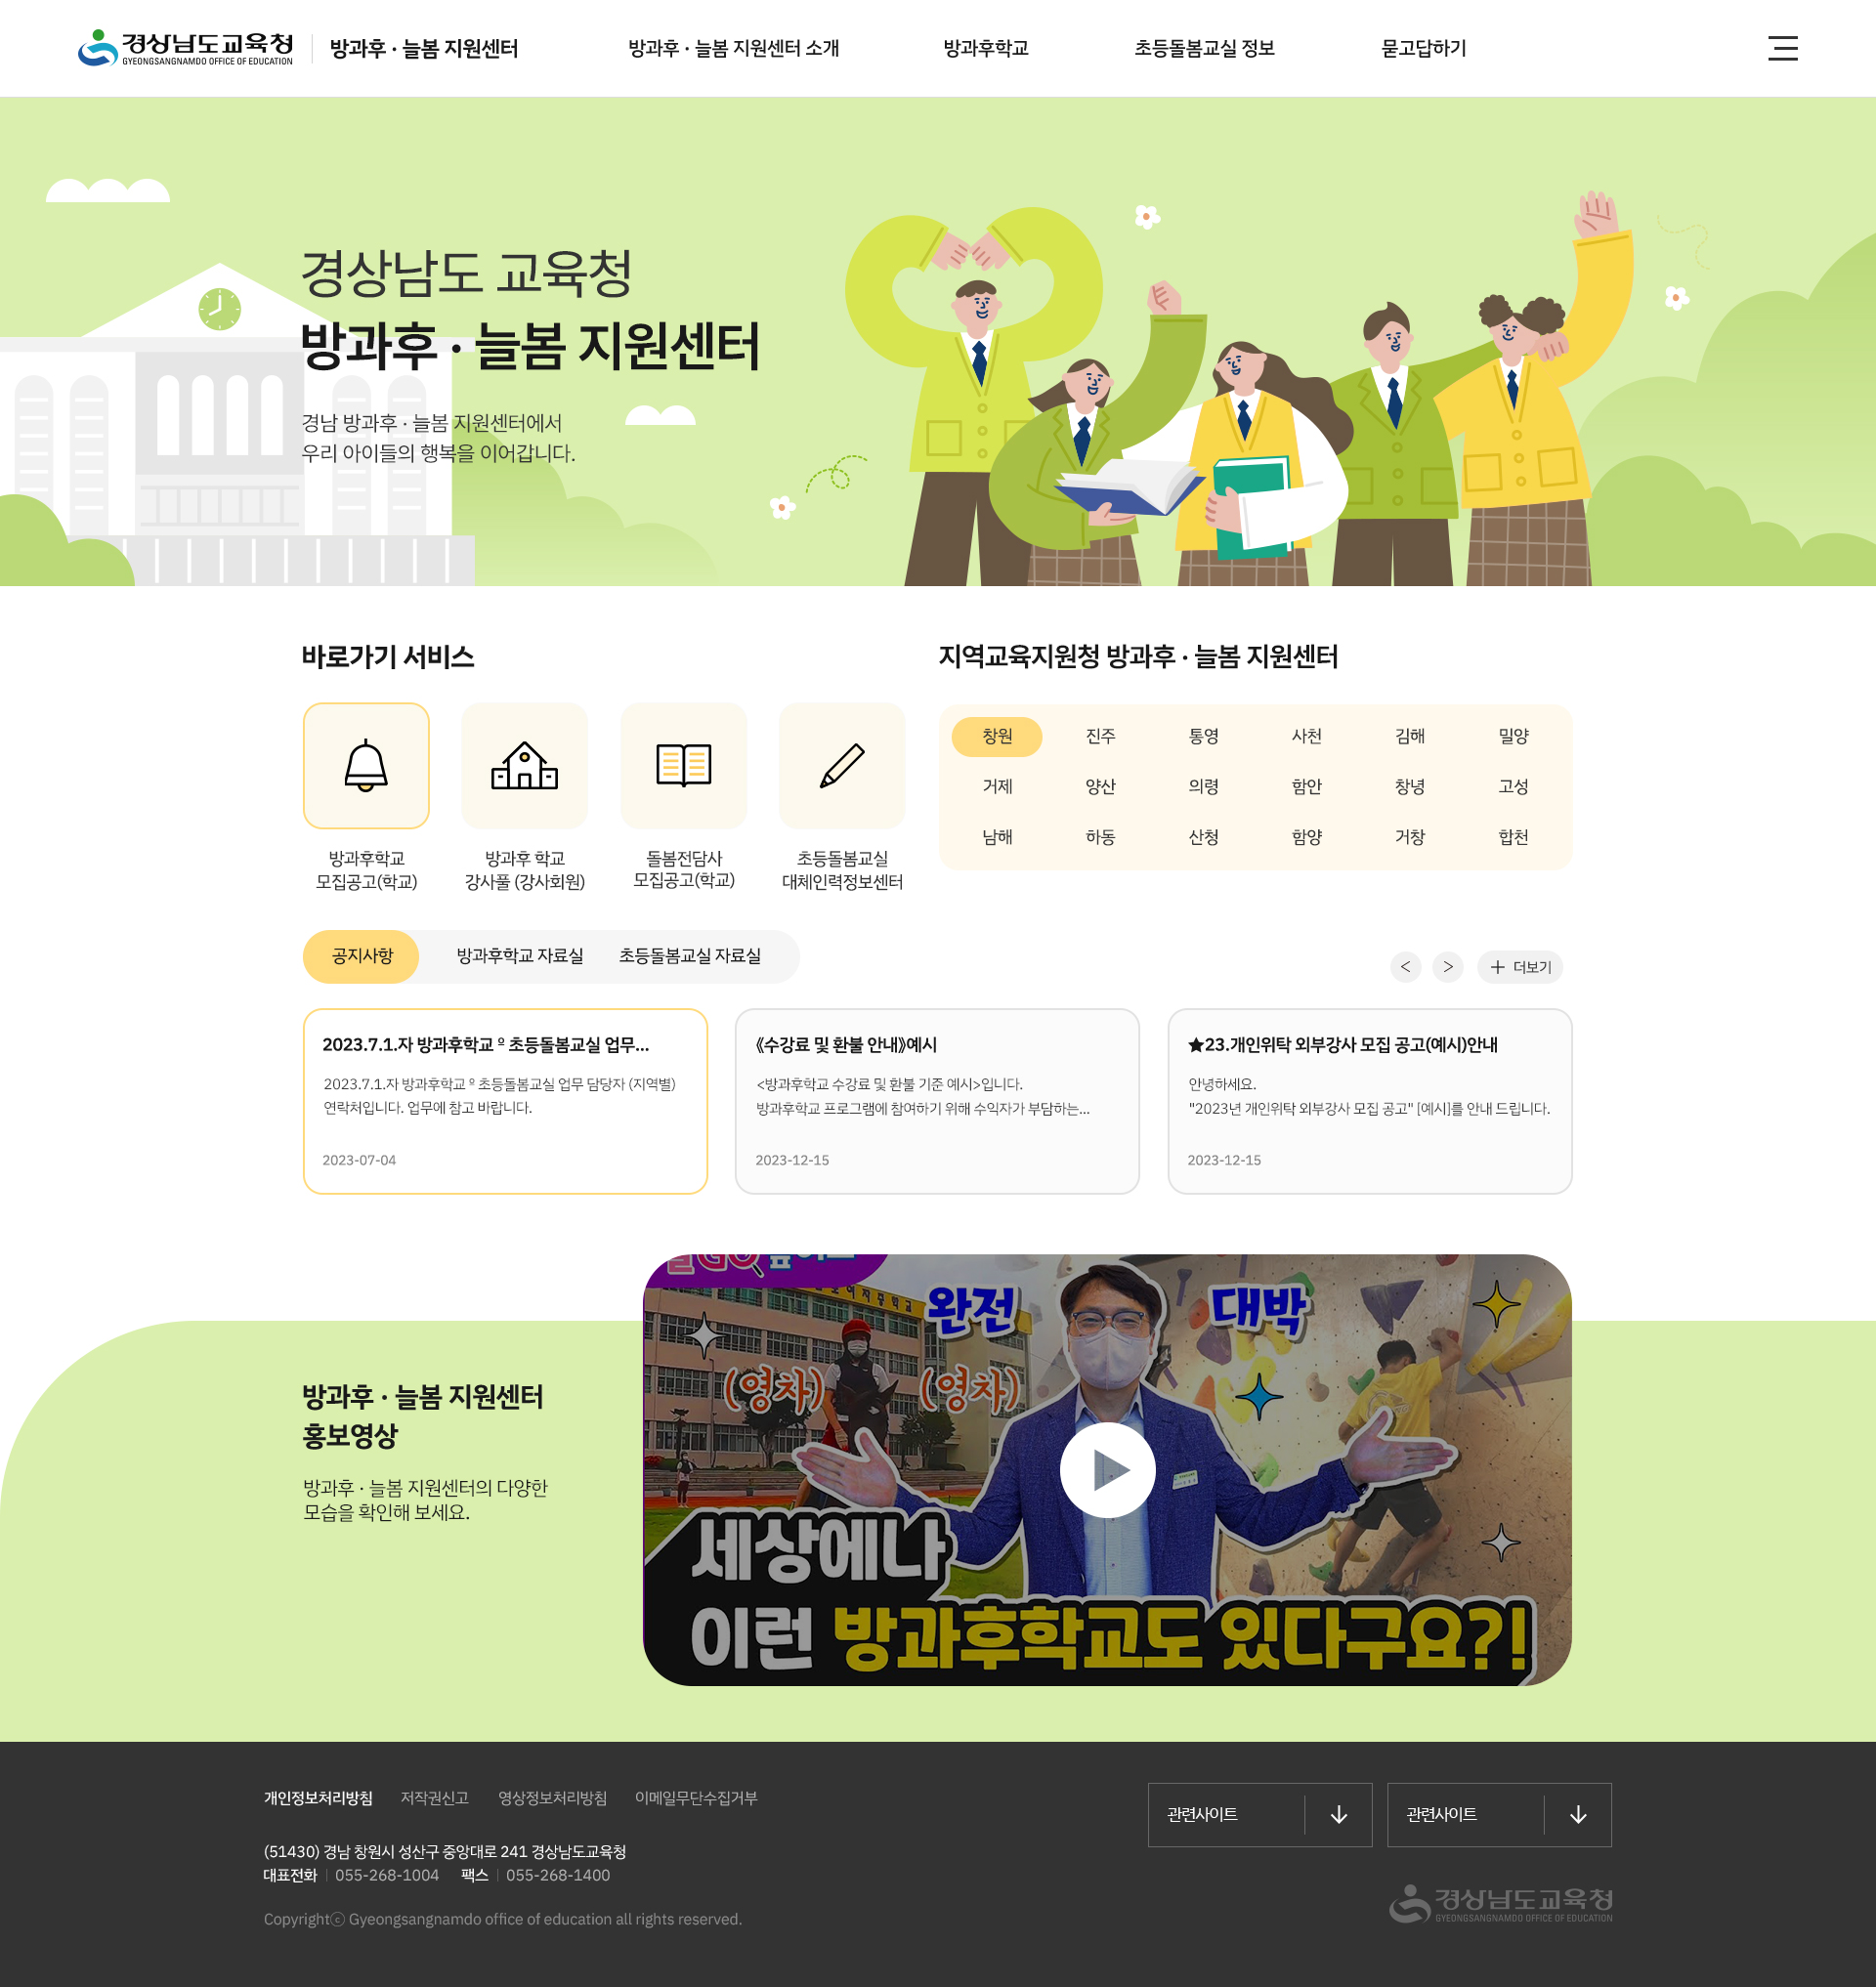 경상남도교육청
GYEONGSANGNAMDO OFFICE OF EDUCATION
방과후 · 늘봄 지원센터
방과후 · 늘봄 지원센터 소개
방과후학교
초등돌봄교실 정보
묻고답하기
경상남도 교육청
방과후 · 늘봄 지원센터
경남 방과후 · 늘봄 지원센터에서
우리 아이들의 행복을 이어갑니다.
바로가기 서비스
방과후학교
모집공고(학교)
방과후 학교
강사풀 (강사회원)
돌봄전담사
모집공고(학교)
초등돌봄교실
대체인력정보센터
지역교육지원청 방과후 · 늘봄 지원센터
창원 진주 통영 사천 김해 밀양
거제 양산 의령 함안 창녕 고성
남해 하동 산청 함양 거창 합천
공지사항
방과후학교 자료실
초등돌봄교실 자료실
< > + 더보기
2023.7.1.자 방과후학교 º 초등돌봄교실 업무...
2023.7.1.자 방과후학교 º 초등돌봄교실 업무 담당자 (지역별)
연락처입니다. 업무에 참고 바랍니다.
2023-07-04
《수강료 및 환불 안내》예시
<방과후학교 수강료 및 환불 기준 예시>입니다.
방과후학교 프로그램에 참여하기 위해 수익자가 부담하는...
2023-12-15
★23.개인위탁 외부강사 모집 공고(예시)안내
안녕하세요.
"2023년 개인위탁 외부강사 모집 공고" [예시]를 안내 드립니다.
2023-12-15
방과후 · 늘봄 지원센터
홍보영상
방과후 · 늘봄 지원센터의 다양한
모습을 확인해 보세요.
완전 대박
(영차) (영차)
세상에나
이런 방과후학교도 있다구요?!
개인정보처리방침
저작권신고
영상정보처리방침
이메일무단수집거부
(51430) 경남 창원시 성산구 중앙대로 241 경상남도교육청
대표전화 055-268-1004 팩스 055-268-1400
Copyrightⓒ Gyeongsangnamdo office of education all rights reserved.
관련사이트
관련사이트
경상남도교육청
GYEONGSANGNAMDO OFFICE OF EDUCATION